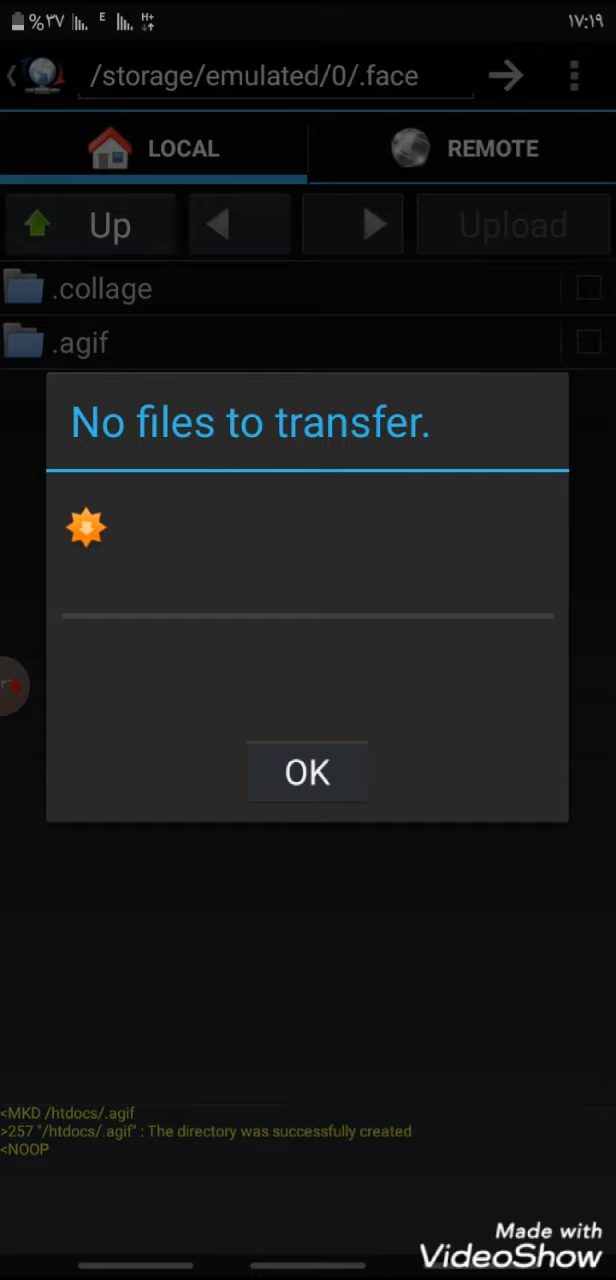 %۳۷ E H+ ۱۷:۱۹
/storage/emulated/0/.face
LOCAL REMOTE
Up Upload
.collage
.agif
No files to transfer.
OK
<MKD /htdocs/.agif
>257 "/htdocs/.agif" : The directory was successfully created
<NOOP
Made with
VideoShow